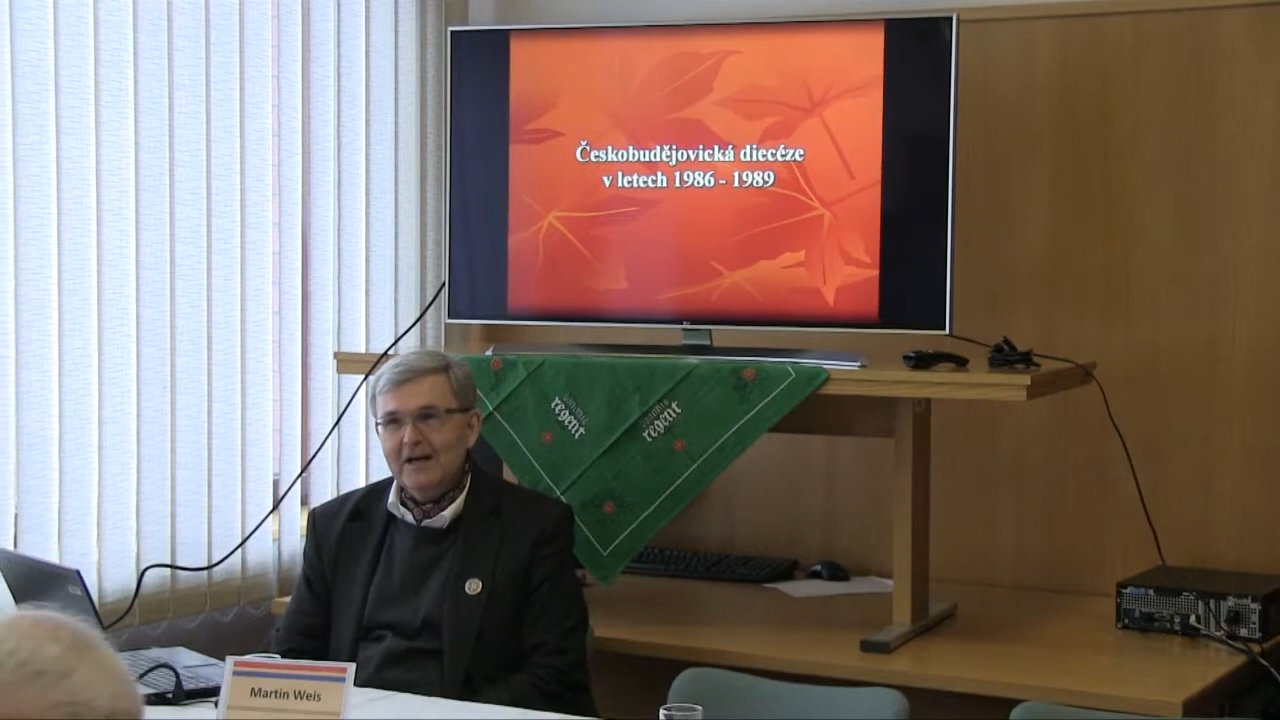 Českobudějovická diecéze
v letech 1986 - 1989
regent
regent
Martin Weis